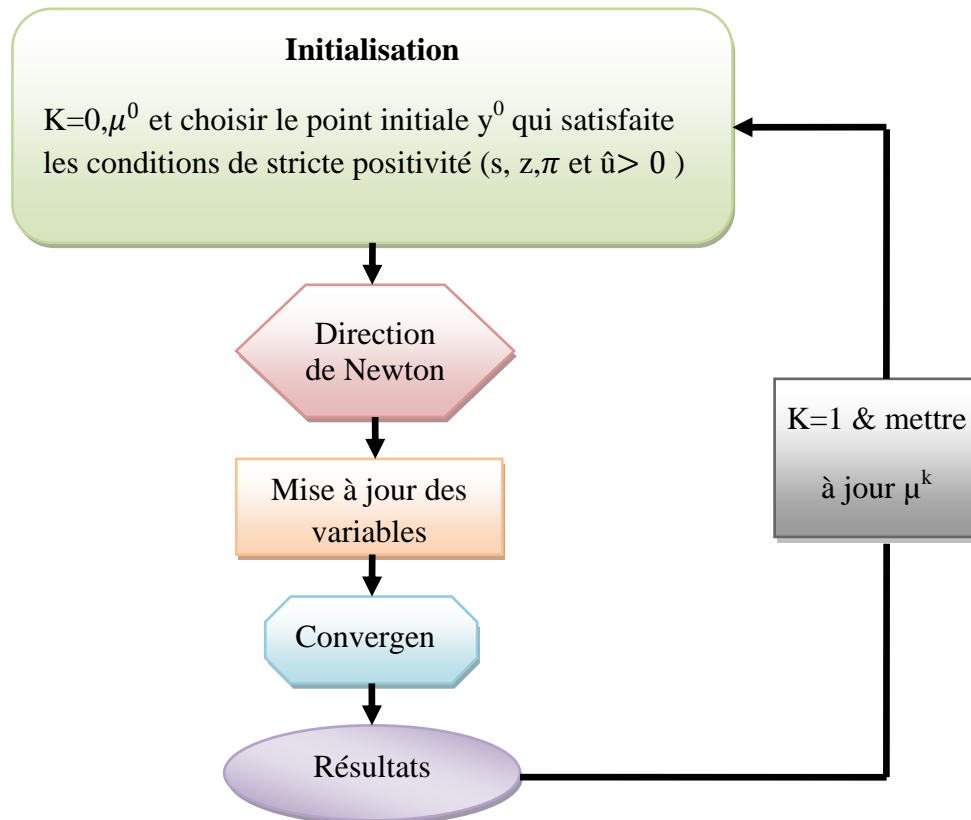 Initialisation
K=0,μ⁰ et choisir le point initiale y⁰ qui satisfaite
les conditions de stricte positivité (s, z,π et û> 0 )
Direction
de Newton
K=1 & mettre
à jour μᵏ
Mise à jour des
variables
Convergen
Résultats